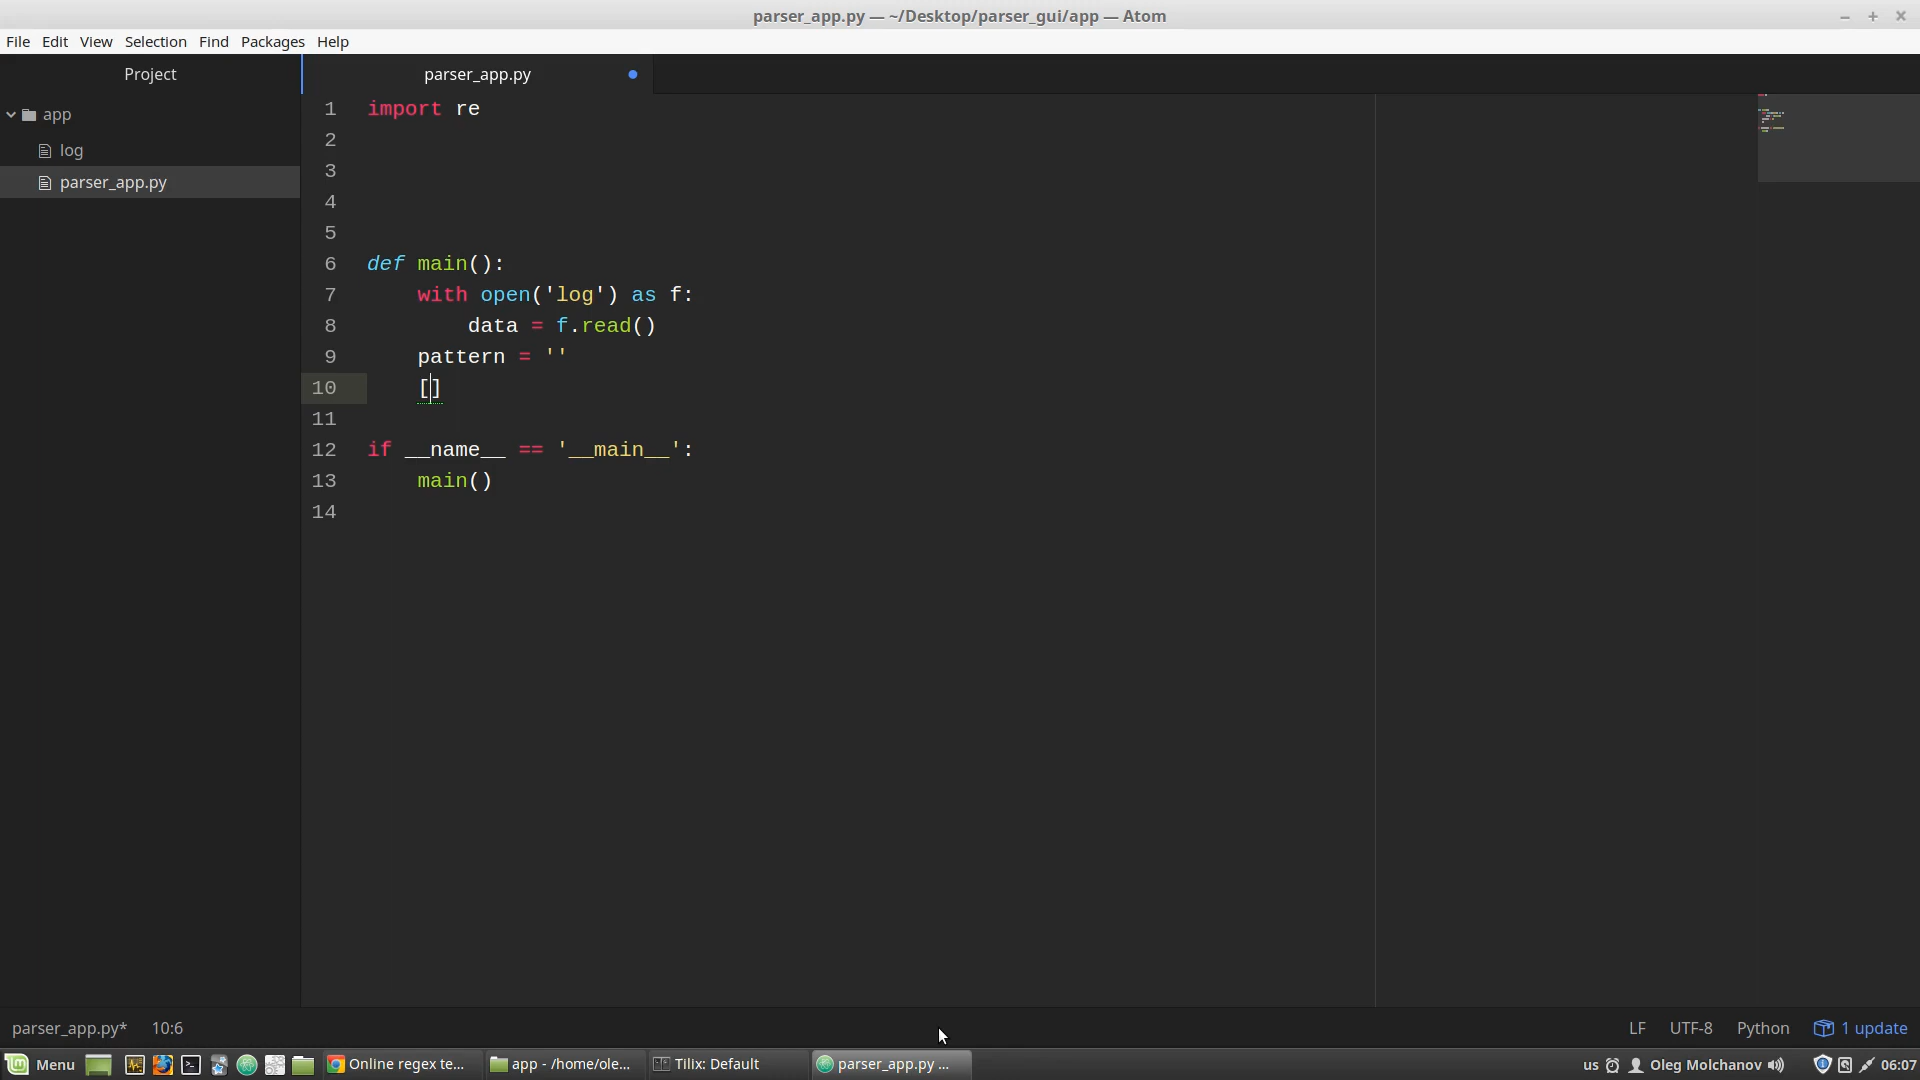 parser_app.py — ~/Desktop/parser_gui/app — Atom
File Edit View Selection Find Packages Help
Project
parser_app.py
app
log
parser_app.py
1 import re
2
3
4
5
6 def main():
7     with open('log') as f:
8         data = f.read()
9     pattern = ''
10     []
11
12 if __name__ == '__main__':
13     main()
14
parser_app.py* 10:6 LF UTF-8 Python 1 update
Menu Online regex te... app - /home/ole... Tilix: Default parser_app.py ... us Oleg Molchanov 06:07